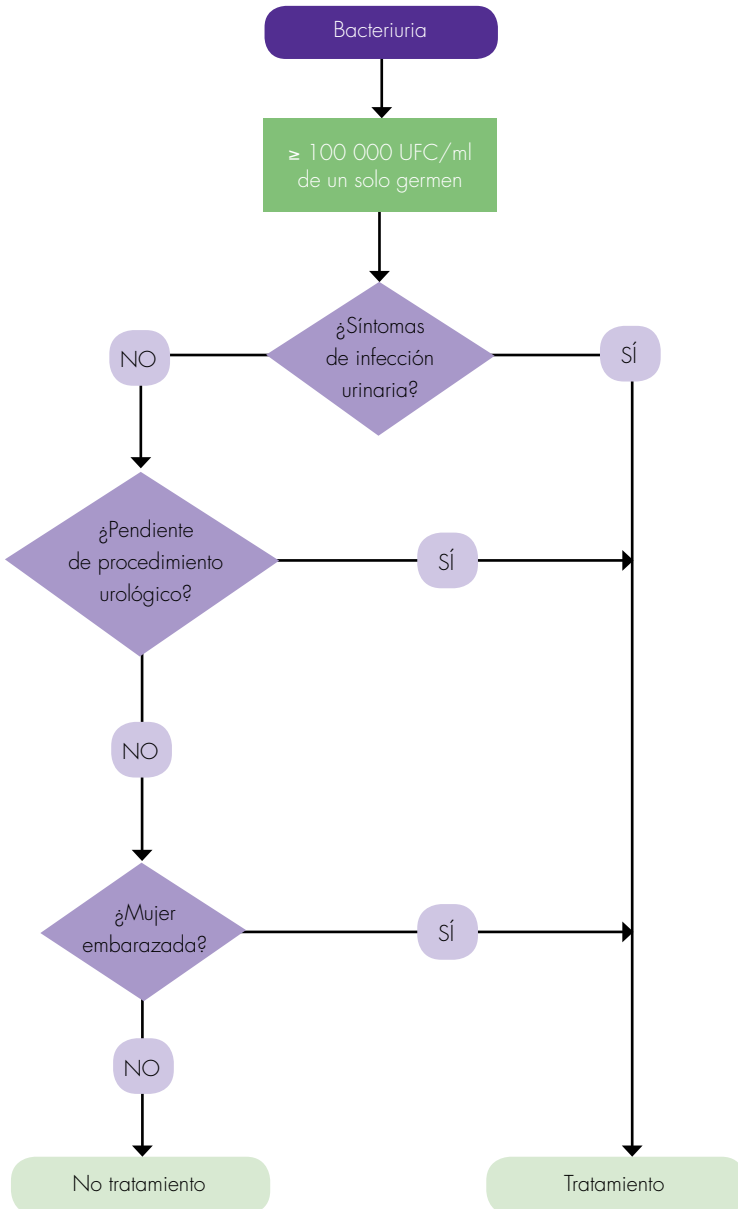 Bacteriuria
≥ 100 000 UFC/ml
de un solo germen
¿Síntomas
de infección
urinaria?
NO
SÍ
¿Pendiente
de procedimiento
urológico?
SÍ
NO
¿Mujer
embarazada?
SÍ
NO
No tratamiento
Tratamiento